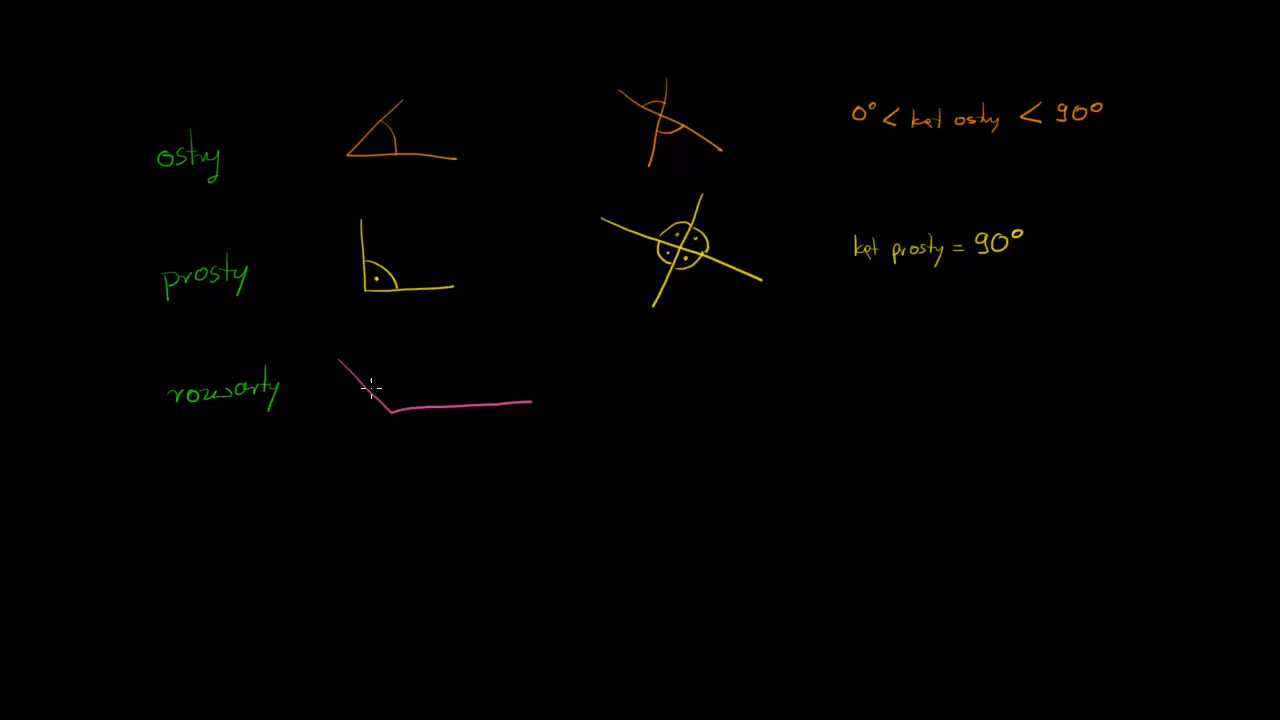 ostry
0° < kąt ostry < 90°
prosty
kąt prosty = 90°
rozwarty